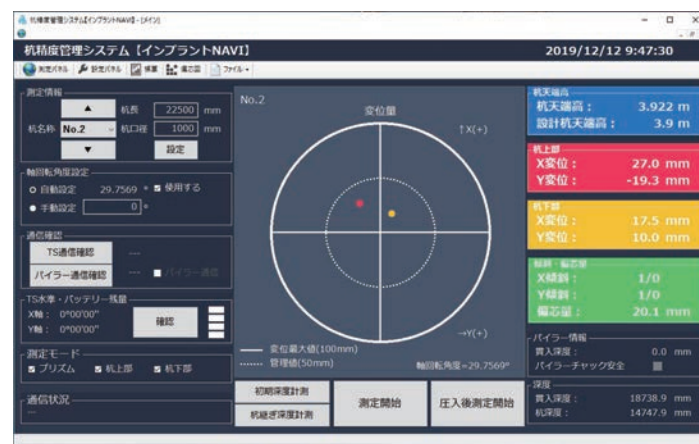 杭精度管理システム【インプラントNAVI】 - [メイン]
杭精度管理システム【インプラントNAVI】
2019/12/12 9:47:30
測定パネル 設定パネル 検算 偏芯図 ファイル
測定情報
杭長 22500 mm
杭名称 No.2 杭口径 1000 mm
設定
軸回転角度設定
自動設定 29.7569 ° 使用する
手動設定 0 °
通信確認
TS通信確認 ---
パイラー通信確認 --- パイラー通信
TS水準・バッテリー残量
X軸: 0°00'00"
Y軸: 0°00'00"
確認
測定モード
プリズム 杭上部 杭下部
通信状況
---
No.2
変位量
↑X(+)
→Y(+)
変位最大値(100mm)
管理値(50mm)
軸回転角度=29.7569°
初期深度計測
杭継ぎ深度計測
測定開始
圧入後測定開始
杭天端高
杭天端高: 3.922 m
設計杭天端高: 3.9 m
杭上部
X変位: 27.0 mm
Y変位: -19.3 mm
杭下部
X変位: 17.5 mm
Y変位: 10.0 mm
傾斜・偏芯量
X傾斜: 1/0
Y傾斜: 1/0
偏芯量: 20.1 mm
パイラー情報
貫入深度: 0.0 mm
パイラーチャック安全
深度
貫入深度: 18738.9 mm
杭深度: 14747.9 mm